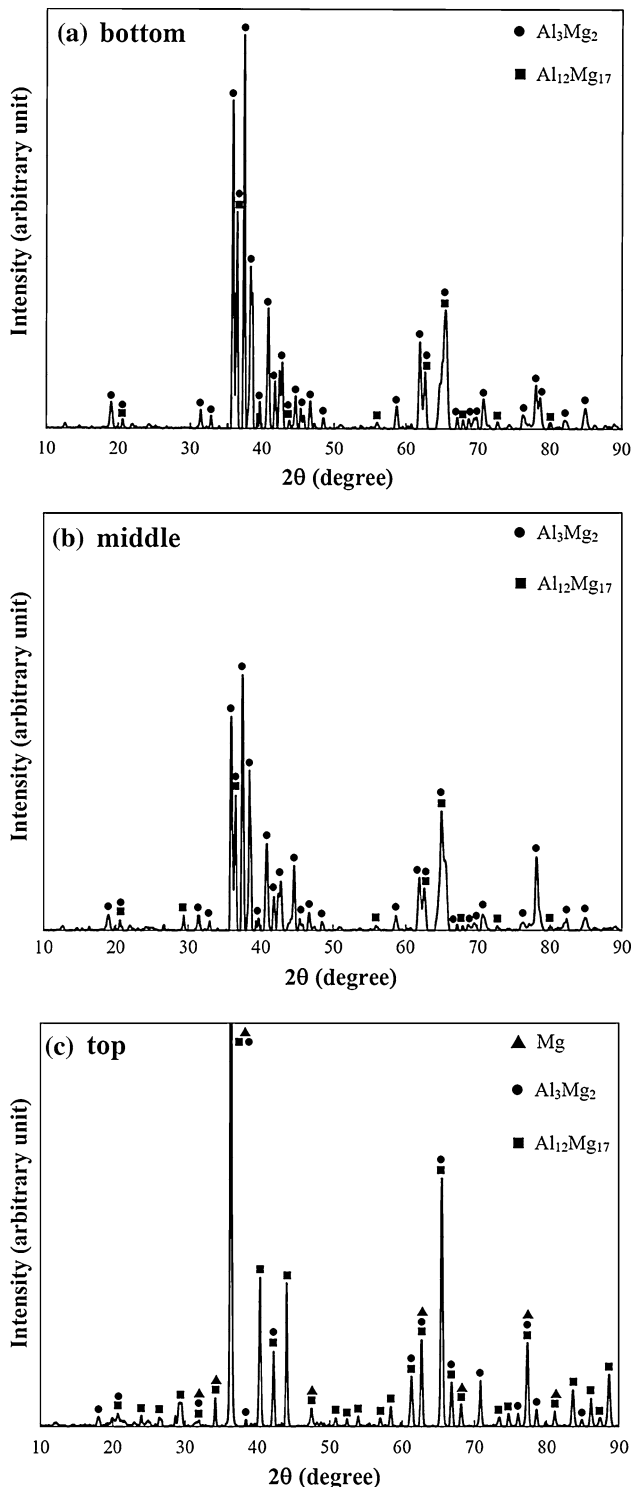 (a) bottom
● Al₃Mg₂
■ Al₁₂Mg₁₇
Intensity (arbitrary unit)
10 20 30 40 50 60 70 80 90
2θ (degree)
(b) middle
● Al₃Mg₂
■ Al₁₂Mg₁₇
Intensity (arbitrary unit)
10 20 30 40 50 60 70 80 90
2θ (degree)
(c) top
▲ Mg
● Al₃Mg₂
■ Al₁₂Mg₁₇
Intensity (arbitrary unit)
10 20 30 40 50 60 70 80 90
2θ (degree)